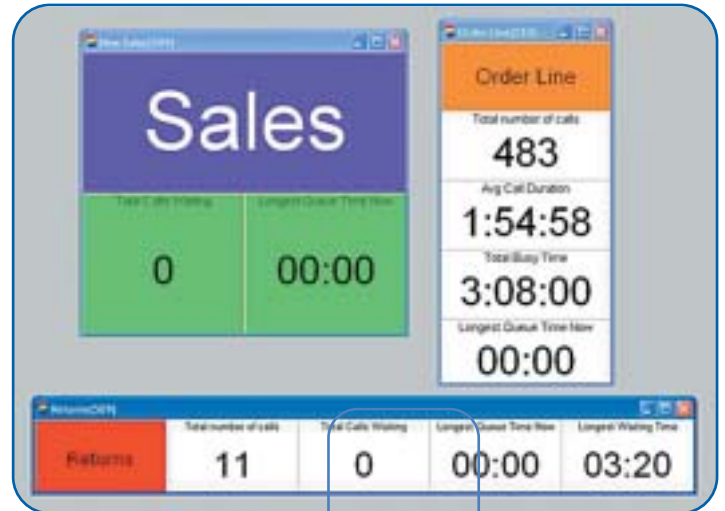 Sales
Total Calls Waiting
Longest Queue Time Now
0
00:00
Order Line
Total number of calls
483
Avg Call Duration
1:54:58
Total Busy Time
3:08:00
Longest Queue Time Now
00:00
Returns
Total number of calls
11
Total Calls Waiting
0
Longest Queue Time Now
00:00
Longest Waiting Time
03:20